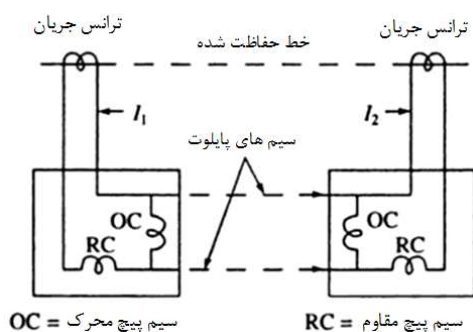 ترانس جریان
ترانس جریان
خط حفاظت شده
I₁
I₂
سیم های پایلوت
OC
OC
RC
RC
OC = سیم پیچ محرک
RC = سیم پیچ مقاوم